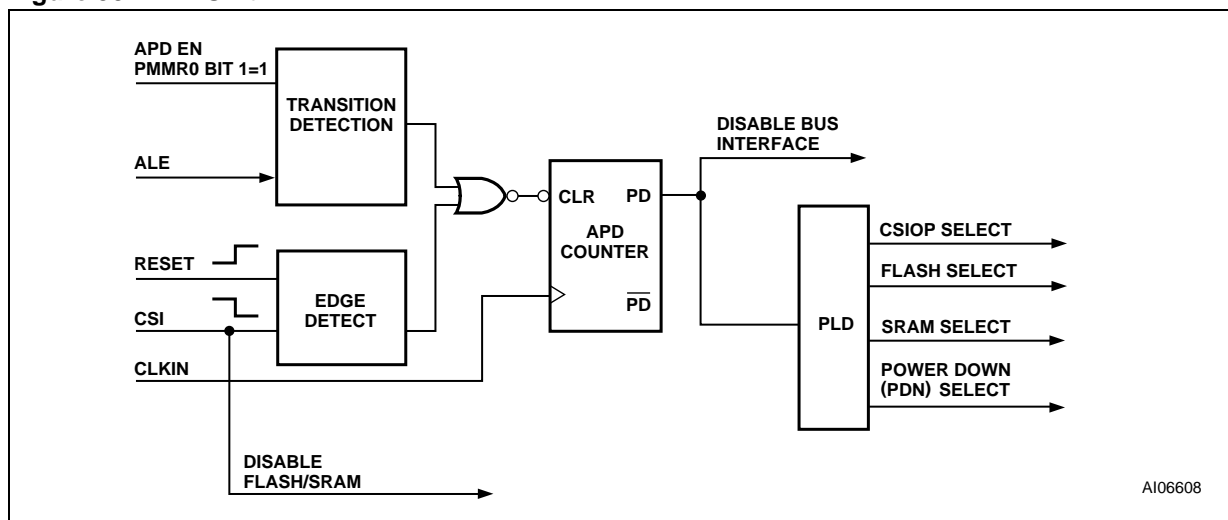 APD EN
PMMR0 BIT 1=1
TRANSITION
DETECTION
ALE
DISABLE BUS
INTERFACE
CLR
PD
APD
COUNTER
PD
RESET
CSI
EDGE
DETECT
CLKIN
PLD
CSIOP SELECT
FLASH SELECT
SRAM SELECT
POWER DOWN
(PDN) SELECT
DISABLE
FLASH/SRAM
AI06608